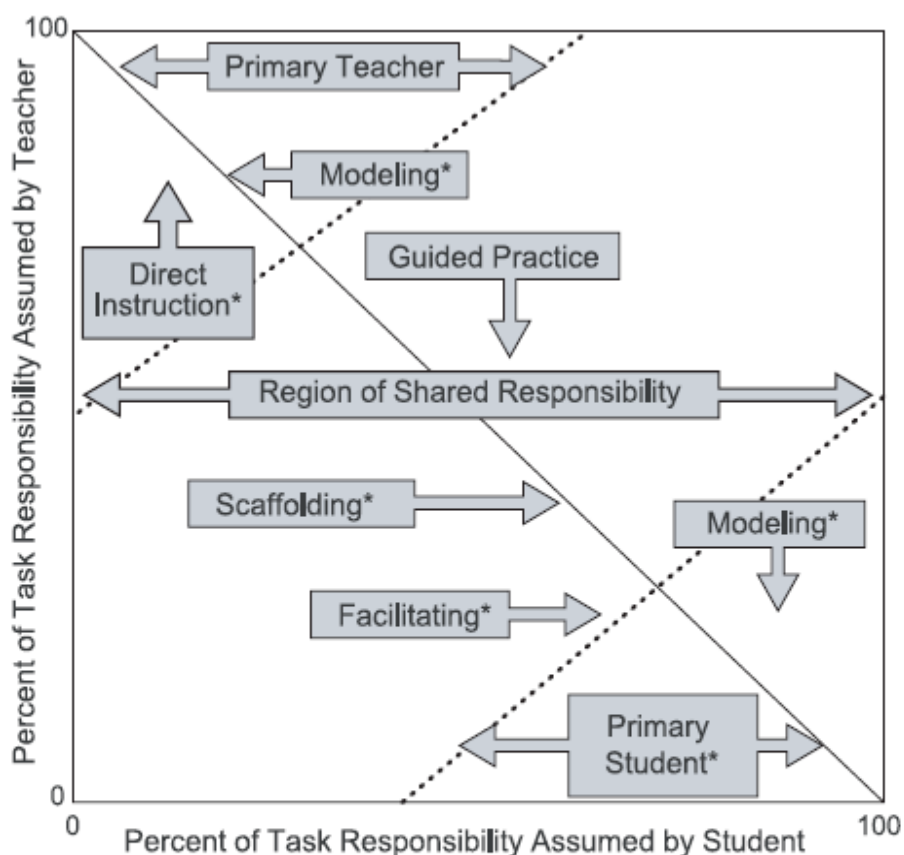 100
Primary Teacher
Modeling*
Direct
Instruction*
Guided Practice
Region of Shared Responsibility
Scaffolding*
Modeling*
Facilitating*
Primary
Student*
Percent of Task Responsibility Assumed by Teacher
0
0
100
Percent of Task Responsibility Assumed by Student